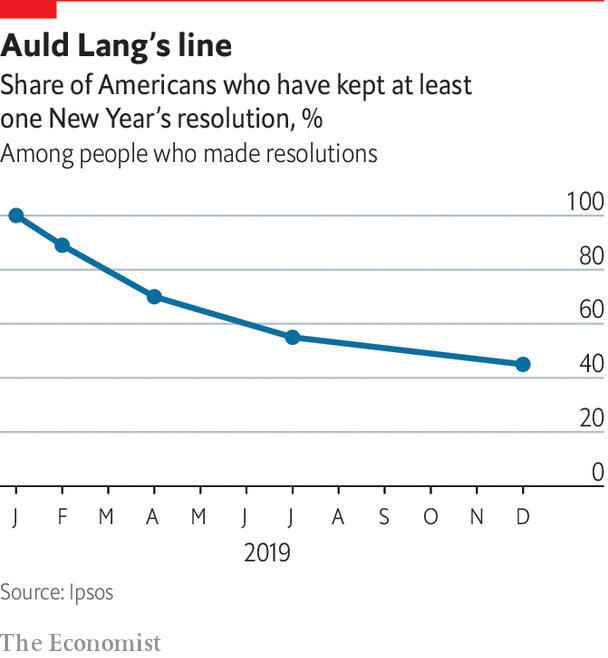 Auld Lang’s line
Share of Americans who have kept at least
one New Year’s resolution, %
Among people who made resolutions
100
80
60
40
20
0
J F M A M J J A S O N D
2019
Source: Ipsos
The Economist